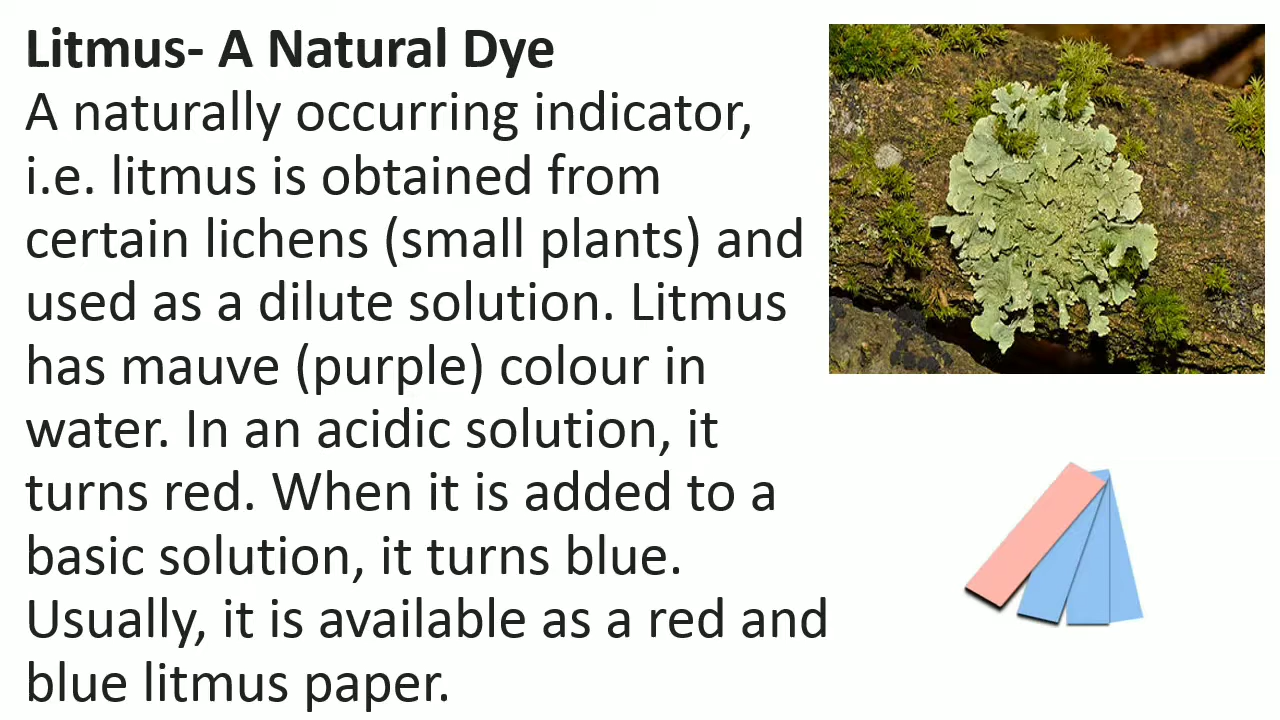 Litmus- A Natural Dye
A naturally occurring indicator,
i.e. litmus is obtained from
certain lichens (small plants) and
used as a dilute solution. Litmus
has mauve (purple) colour in
water. In an acidic solution, it
turns red. When it is added to a
basic solution, it turns blue.
Usually, it is available as a red and
blue litmus paper.